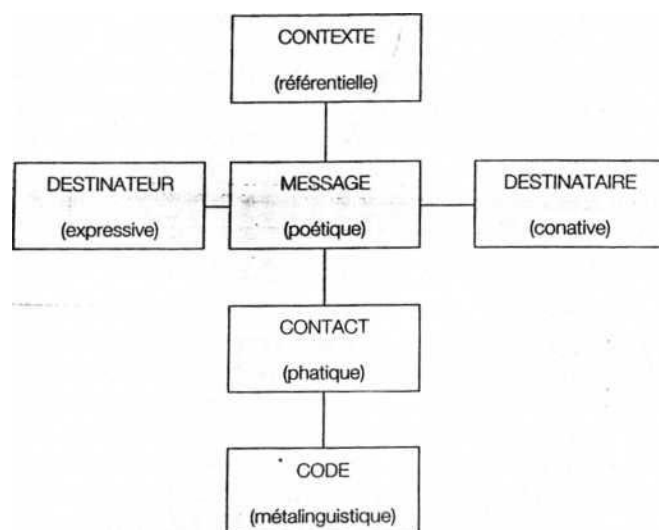 CONTEXTE
(référentielle)
DESTINATEUR
(expressive)
MESSAGE
(poétique)
DESTINATAIRE
(conative)
CONTACT
(phatique)
CODE
(métalinguistique)